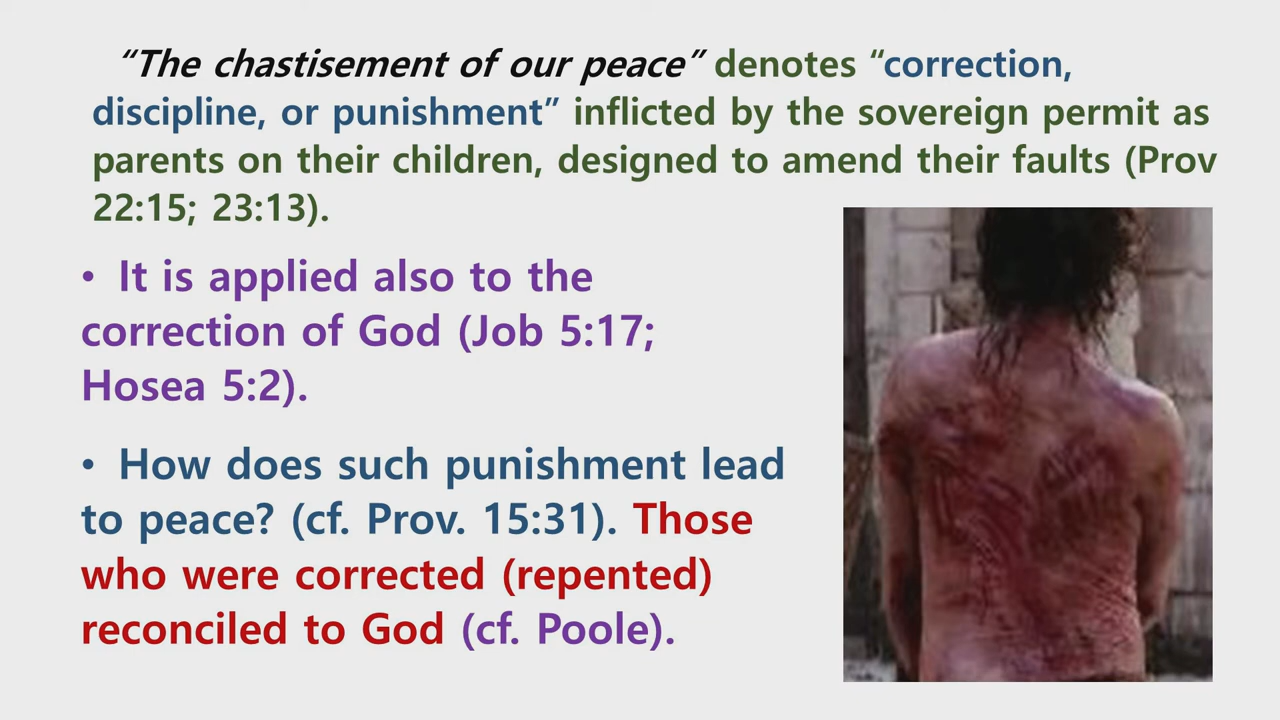 “The chastisement of our peace” denotes “correction,
discipline, or punishment” inflicted by the sovereign permit as
parents on their children, designed to amend their faults (Prov
22:15; 23:13).
• It is applied also to the
correction of God (Job 5:17;
Hosea 5:2).
• How does such punishment lead
to peace? (cf. Prov. 15:31). Those
who were corrected (repented)
reconciled to God (cf. Poole).